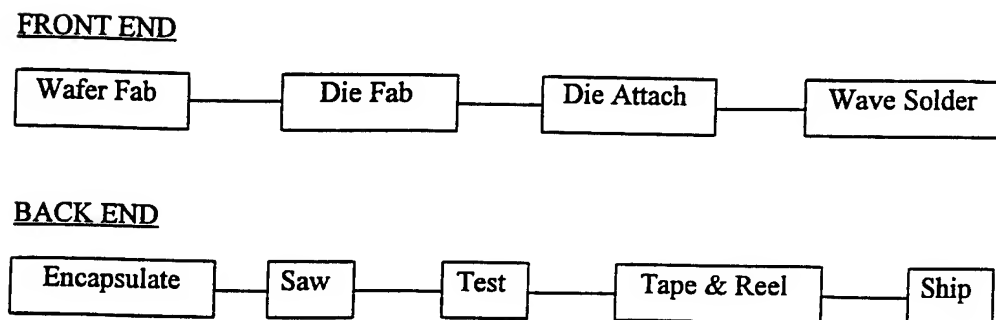 FRONT END
Wafer Fab Die Fab Die Attach Wave Solder
BACK END
Encapsulate Saw Test Tape & Reel Ship